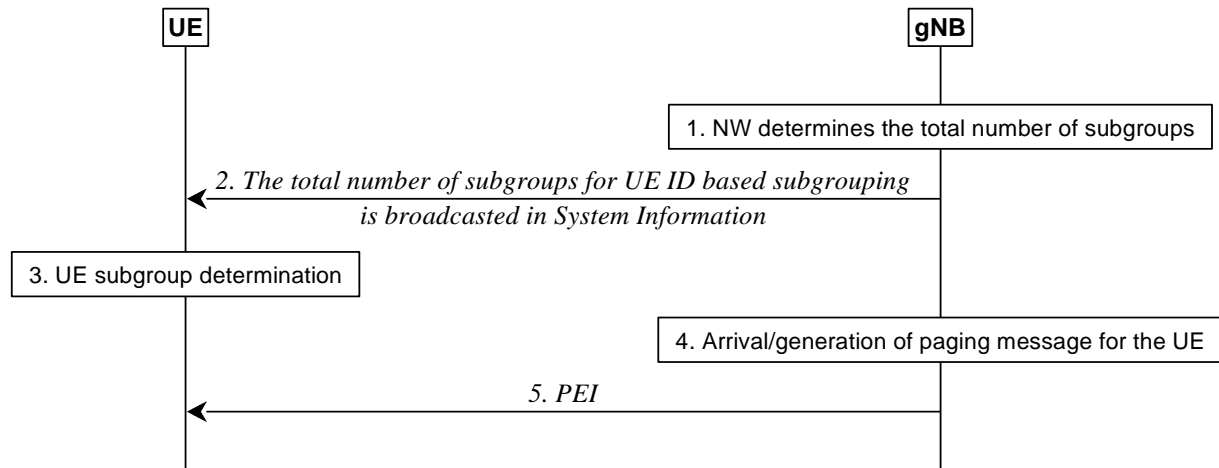 UE
gNB
1. NW determines the total number of subgroups
2. The total number of subgroups for UE ID based subgrouping
is broadcasted in System Information
3. UE subgroup determination
4. Arrival/generation of paging message for the UE
5. PEI